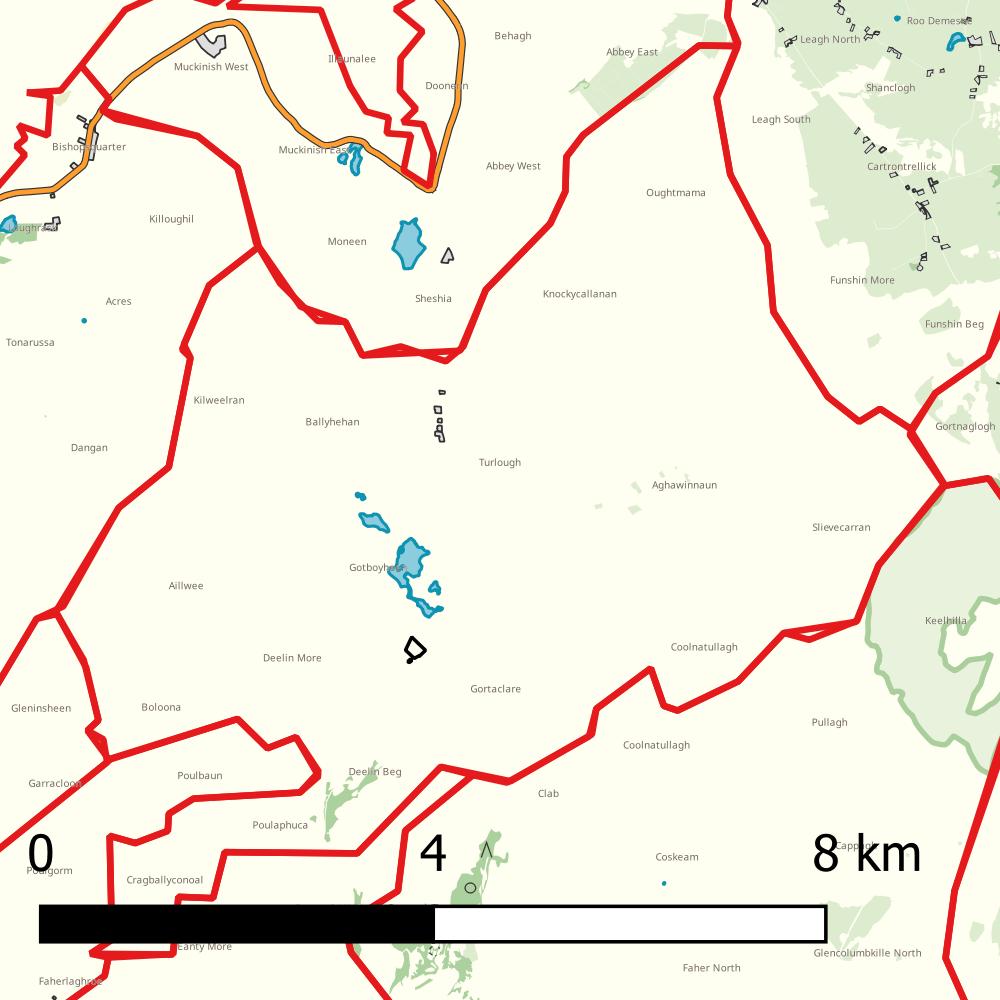 Roo Demesne
Behagh
Leagh North
Abbey East
Illaunalee
Muckinish West
Dooneen
Shanclogh
Leagh South
Bishopsquarter
Muckinish East
Abbey West
Cartrontrellick
Oughtmama
Killoughil
Loughrask
Moneen
Funshin More
Knockycallanan
Sheshia
Acres
Funshin Beg
Tonarussa
Kilweelran
Ballyhehan
Gortnaglogh
Dangan
Turlough
Aghawinnaun
Slievecarran
Gotboyheen
Aillwee
Keelhilla
Coolnatullagh
Deelin More
Gortaclare
Gleninsheen
Boloona
Pullagh
Coolnatullagh
Deelin Beg
Poulbaun
Garracloon
Clab
Poulaphuca
Cappagh
0 4 8 km
Coskeam
Poulgorm
Cragballyconoal
Eanty More
Glencolumbkille North
Faher North
Faherlaghroe